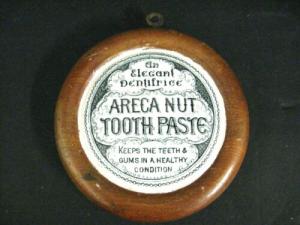 An
Elegant
Dentifrice
ARECA NUT
TOOTH PASTE
KEEPS THE TEETH &
GUMS IN A HEALTHY
CONDITION